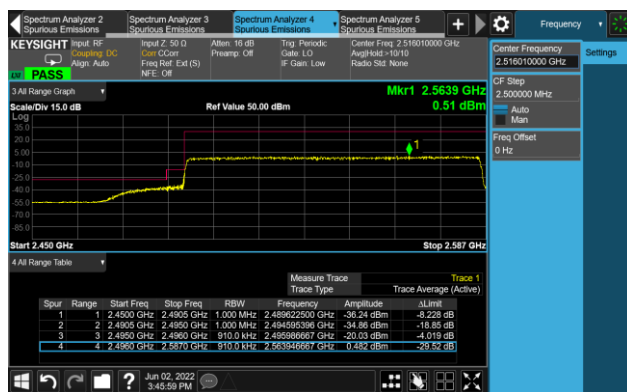 Spectrum Analyzer 2 Spectrum Analyzer 3 Spectrum Analyzer 4 Spectrum Analyzer 5
Spurious Emissions Spurious Emissions Spurious Emissions Spurious Emissions
Frequency
KEYSIGHT Input: RF Input Z: 50 Ω Atten: 16 dB Trig: Periodic Center Freq: 2.516010000 GHz
Coupling: DC Corr CCorr Preamp: Off Gate: LO Avg|Hold:>10/10
Align: Auto Freq Ref: Ext (S) IF Gain: Low Radio Std: None
NFE: Off
PASS
Center Frequency
2.516010000 GHz
Settings
CF Step
2.500000 MHz
Auto
Man
Freq Offset
0 Hz
3 All Range Graph
Mkr1 2.5639 GHz
Scale/Div 15.0 dB Ref Value 50.00 dBm 0.51 dBm
Log
35.0
20.0
5.00
-10.0
-25.0
-40.0
-55.0
-70.0
-85.0
1
Start 2.450 GHz Stop 2.587 GHz
4 All Range Table
Measure Trace Trace 1
Trace Type Trace Average (Active)
Spur Range Start Freq Stop Freq RBW Frequency Amplitude ΔLimit
1 1 2.4500 GHz 2.4905 GHz 1.000 MHz 2.489622500 GHz -36.24 dBm -8.228 dB
2 2 2.4905 GHz 2.4950 GHz 1.000 MHz 2.494595396 GHz -34.86 dBm -18.85 dB
3 3 2.4950 GHz 2.4960 GHz 910.0 kHz 2.495986667 GHz -20.03 dBm -4.019 dB
4 4 2.4960 GHz 2.5870 GHz 910.0 kHz 2.563946667 GHz 0.482 dBm -29.52 dB
Jun 02, 2022
3:45:59 PM